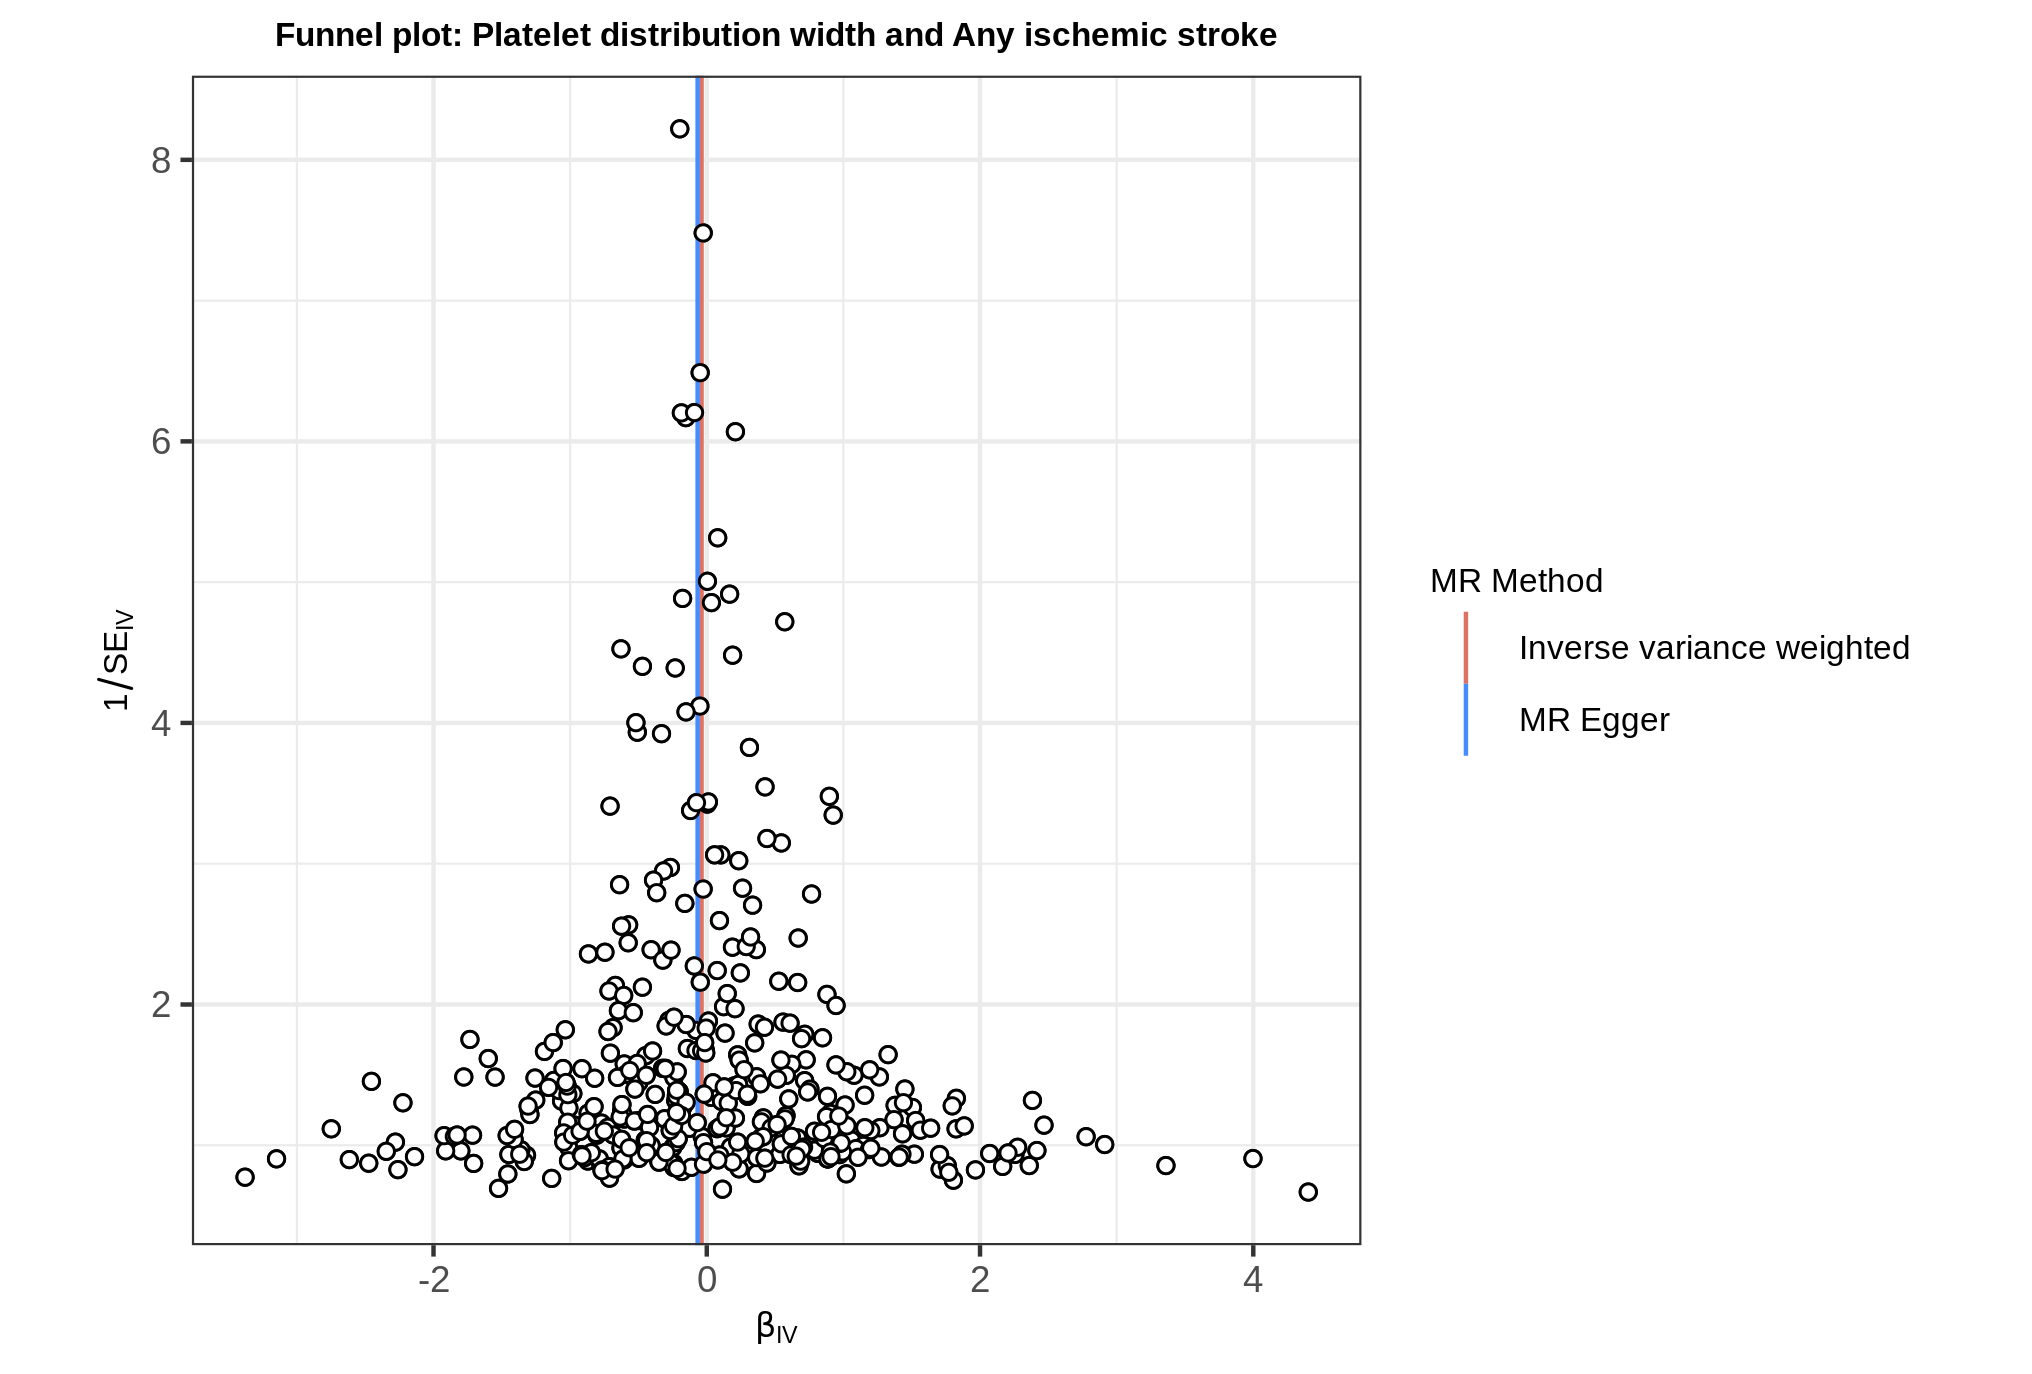 Funnel plot: Platelet distribution width and Any ischemic stroke
8
6
4
2
1/SE_IV
-2
0
2
4
β_IV
MR Method
Inverse variance weighted
MR Egger